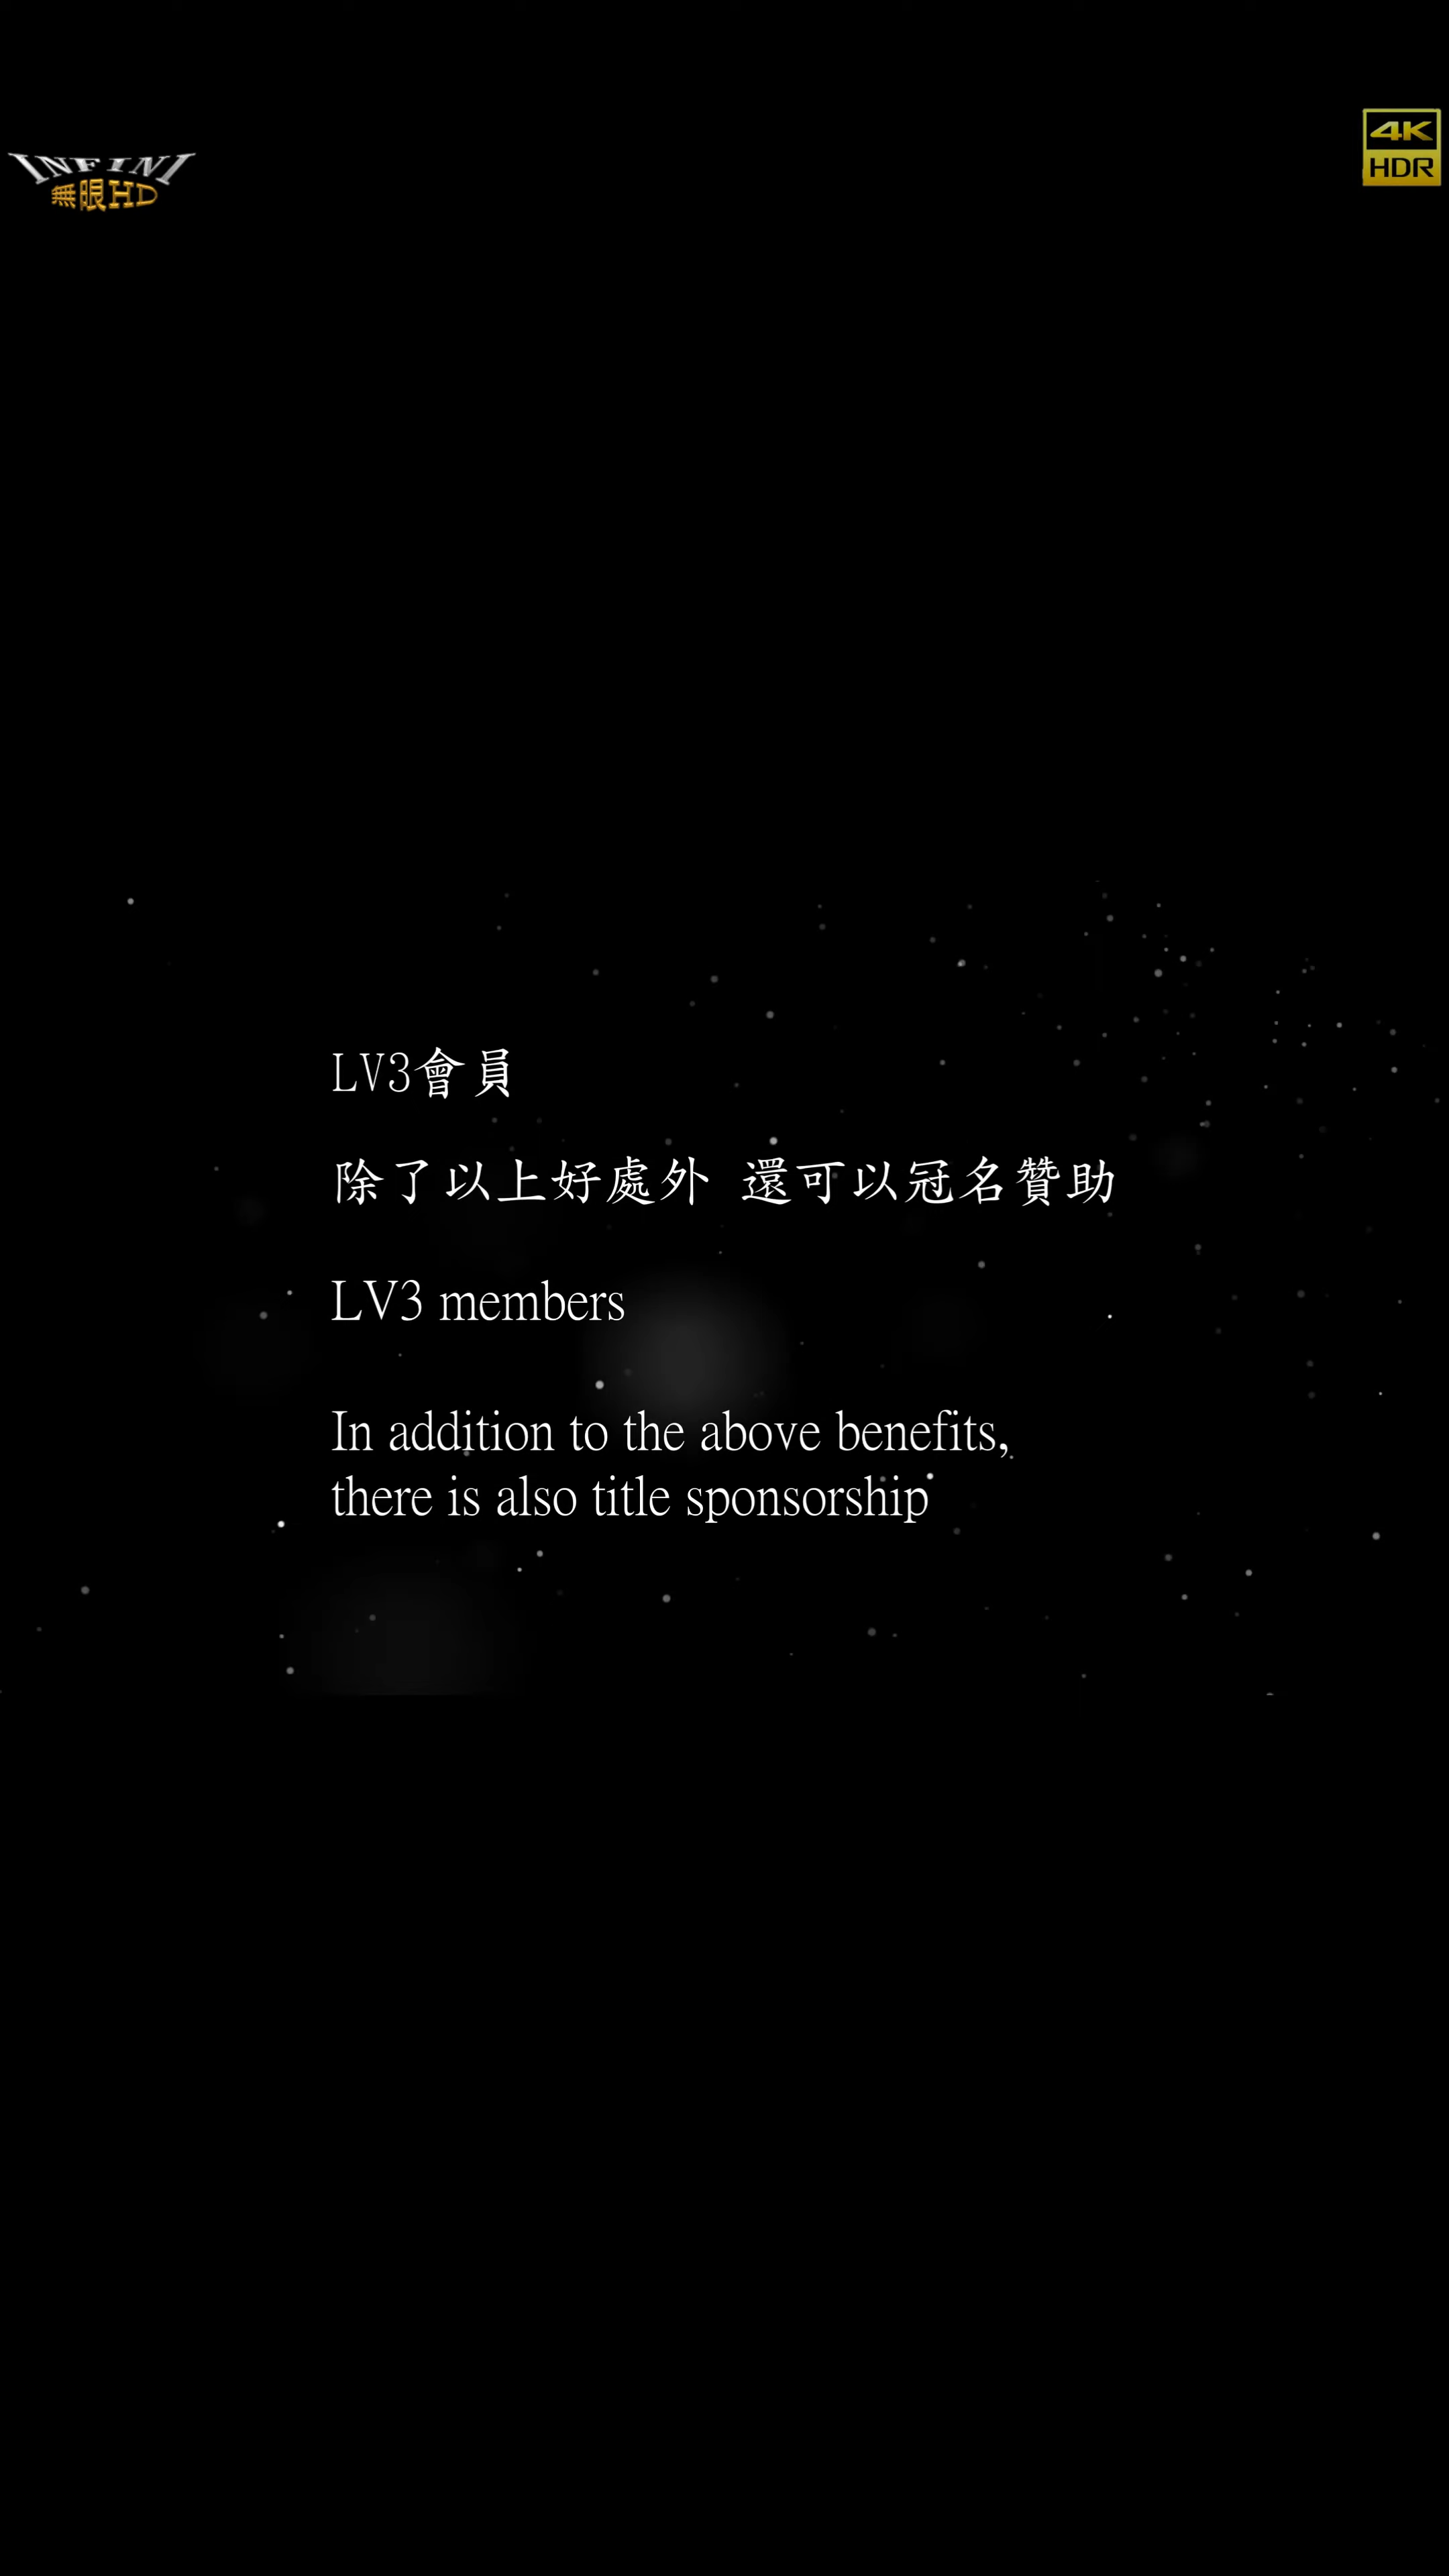 INFINI
無限HD
4K
HDR
LV3會員
除了以上好處外 還可以冠名贊助
LV3 members
In addition to the above benefits,
there is also title sponsorship